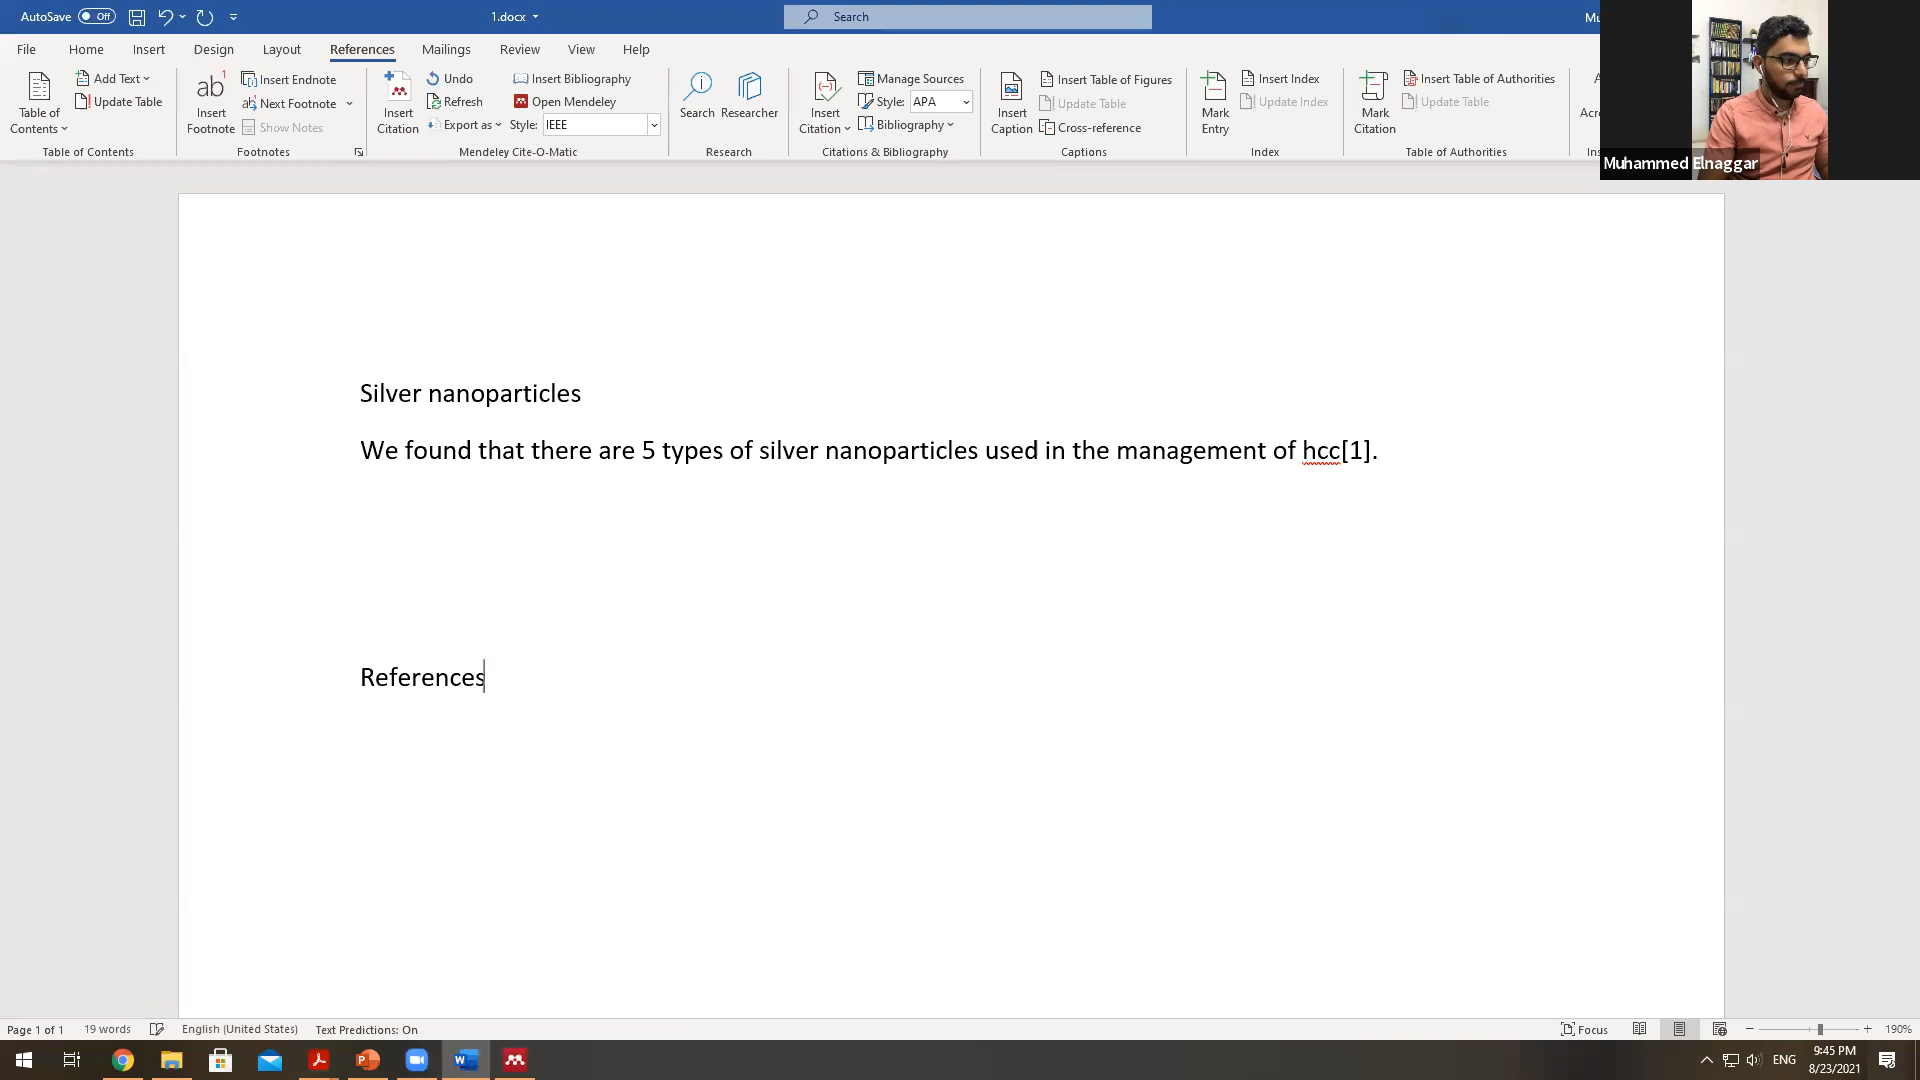 AutoSave Off 1.docx Search Mu
File Home Insert Design Layout References Mailings Review View Help
Table of Contents
Add Text
Update Table
Table of Contents
ab 1
Insert Footnote
Insert Endnote
Next Footnote
Show Notes
Footnotes
Insert Citation
Undo
Refresh
Export as
Insert Bibliography
Open Mendeley
Style: IEEE
Mendeley Cite-O-Matic
Search
Researcher
Research
Insert Citation
Manage Sources
Style: APA
Bibliography
Citations & Bibliography
Insert Caption
Insert Table of Figures
Update Table
Cross-reference
Captions
Mark Entry
Insert Index
Update Index
Index
Mark Citation
Insert Table of Authorities
Update Table
Table of Authorities
Muhammed Elnaggar
Silver nanoparticles
We found that there are 5 types of silver nanoparticles used in the management of hcc[1].
References
Page 1 of 1 19 words English (United States) Text Predictions: On Focus 190%
ENG 9:45 PM
8/23/2021